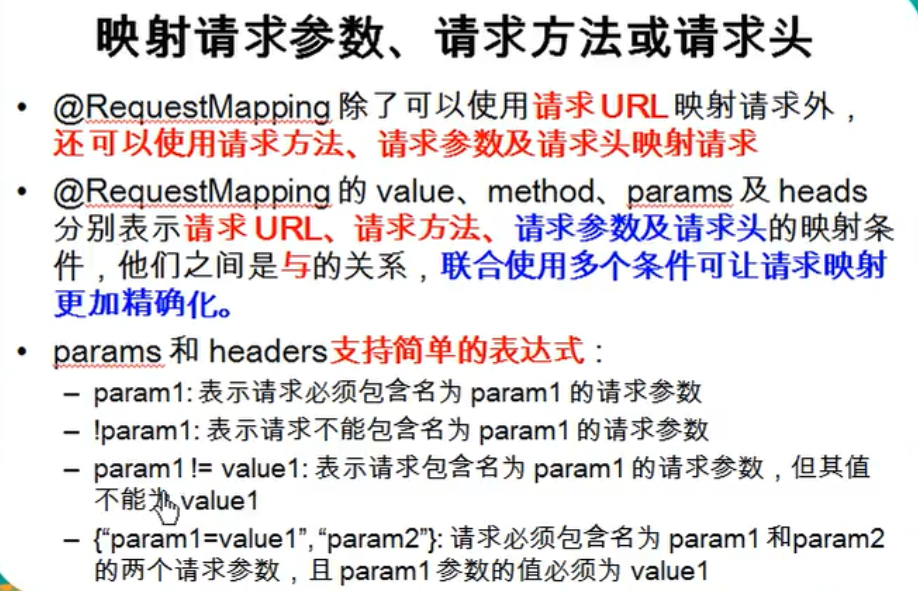 映射请求参数、请求方法或请求头
• @RequestMapping 除了可以使用请求 URL 映射请求外，
还可以使用请求方法、请求参数及请求头映射请求
• @RequestMapping 的 value、method、params 及 heads
分别表示请求 URL、请求方法、请求参数及请求头的映射条
件，他们之间是与的关系，联合使用多个条件可让请求映射
更加精确化。
• params 和 headers支持简单的表达式：
– param1: 表示请求必须包含名为 param1 的请求参数
– !param1: 表示请求不能包含名为 param1 的请求参数
– param1 != value1: 表示请求包含名为 param1 的请求参数，但其值
不能为 value1
– {“param1=value1”, “param2”}: 请求必须包含名为 param1 和param2
的两个请求参数，且 param1 参数的值必须为 value1